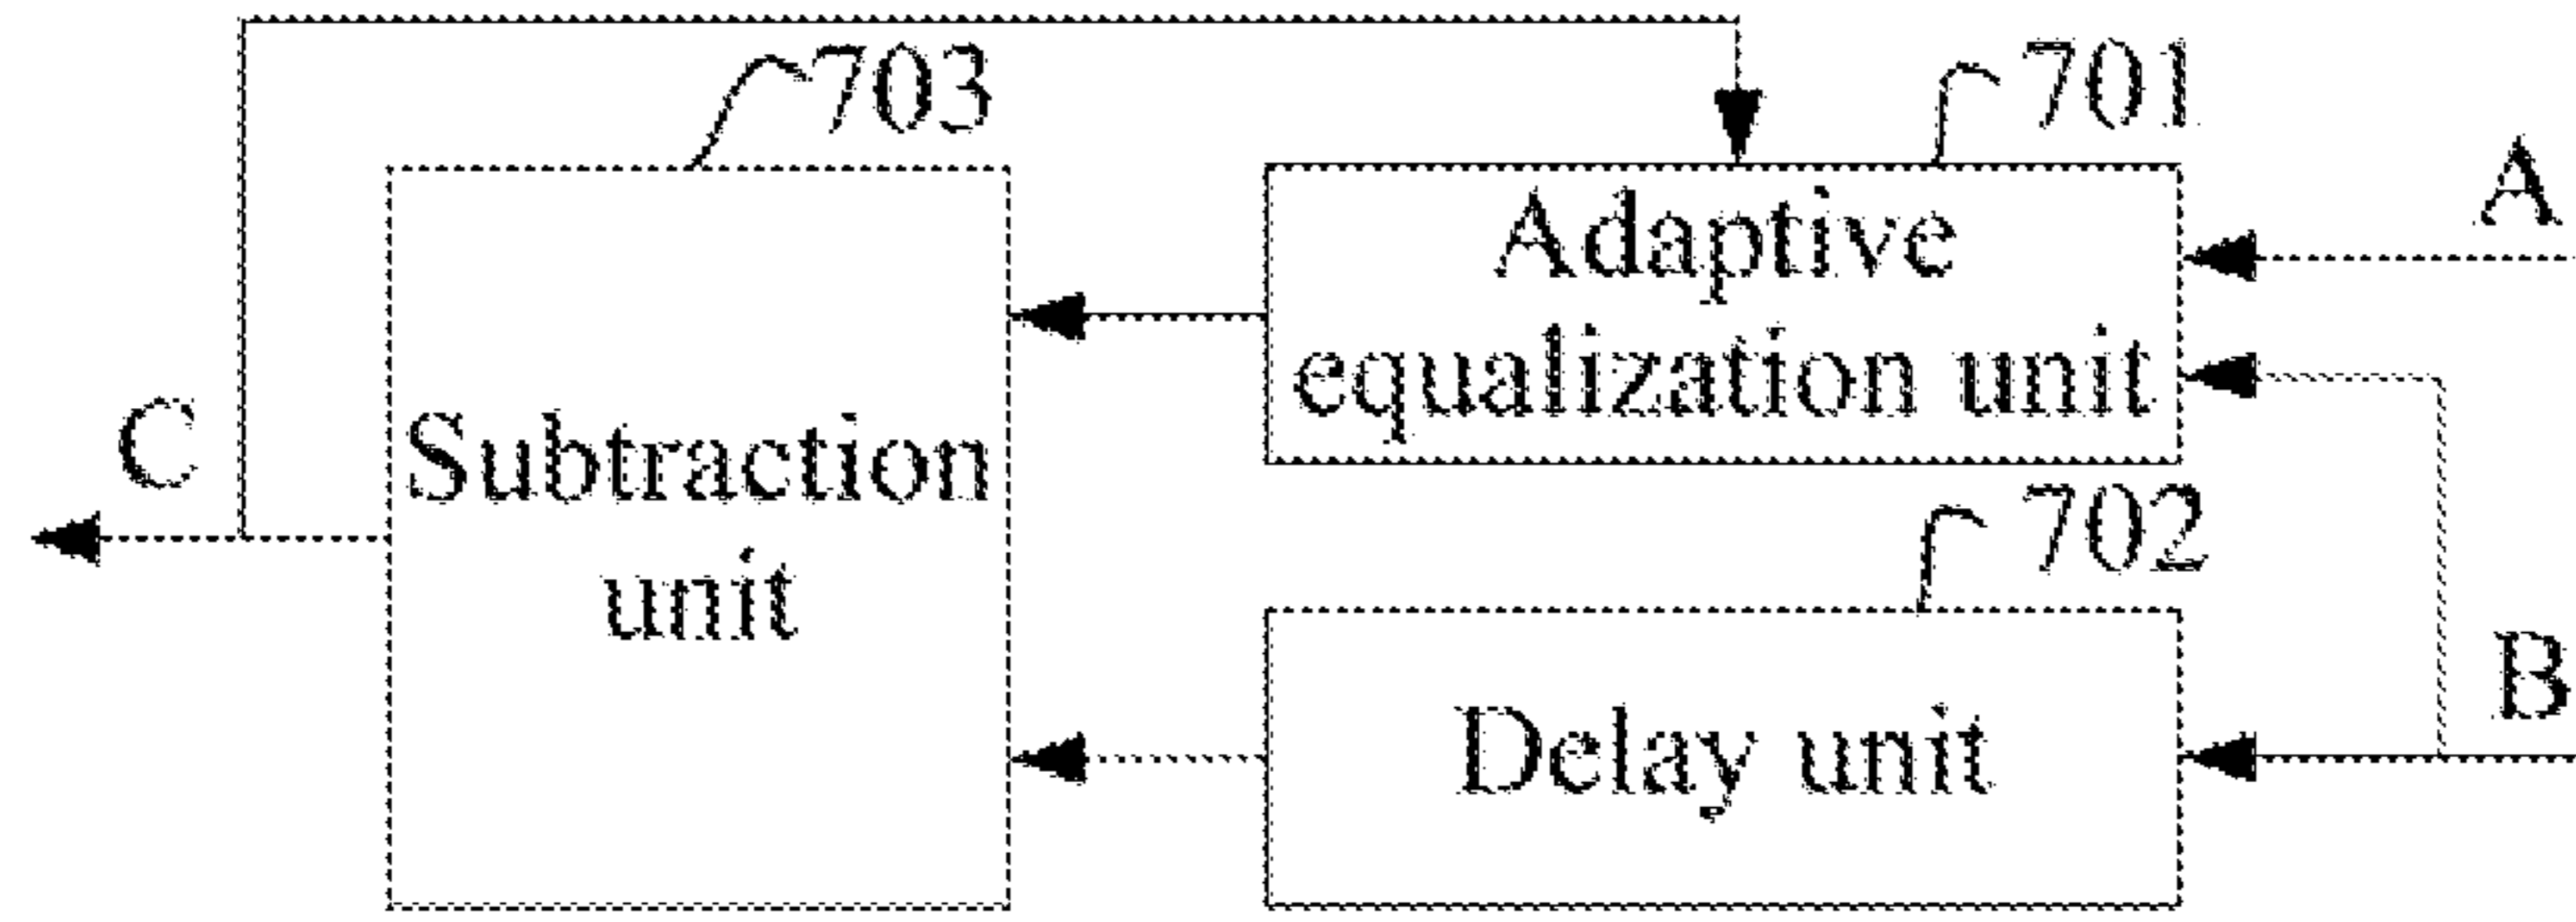 703
701
A
Adaptive
equalization unit
C
Subtraction
unit
702
B
Delay unit